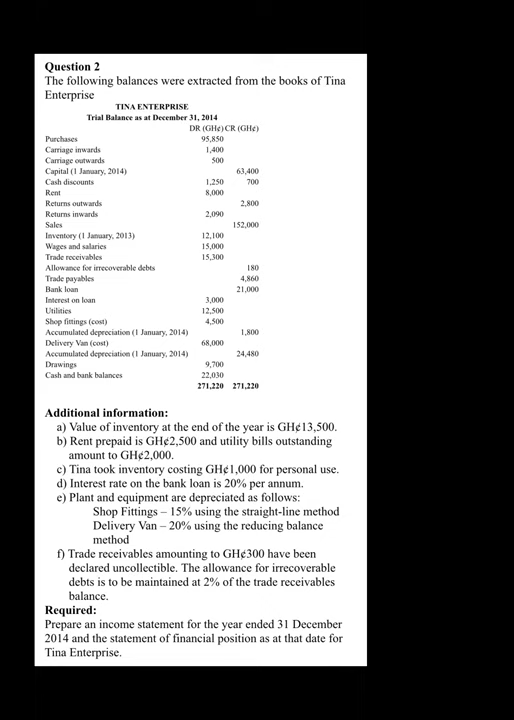 Question 2
The following balances were extracted from the books of Tina
Enterprise
TINA ENTERPRISE
Trial Balance as at December 31, 2014
DR (GH¢) CR (GH¢)
Purchases 95,850
Carriage inwards 1,400
Carriage outwards 500
Capital (1 January, 2014) 63,400
Cash discounts 1,250 700
Rent 8,000
Returns outwards 2,800
Returns inwards 2,090
Sales 152,000
Inventory (1 January, 2013) 12,100
Wages and salaries 15,000
Trade receivables 15,300
Allowance for irrecoverable debts 180
Trade payables 4,860
Bank loan 21,000
Interest on loan 3,000
Utilities 12,500
Shop fittings (cost) 4,500
Accumulated depreciation (1 January, 2014) 1,800
Delivery Van (cost) 68,000
Accumulated depreciation (1 January, 2014) 24,480
Drawings 9,700
Cash and bank balances 22,030
271,220 271,220
Additional information:
a) Value of inventory at the end of the year is GH¢13,500.
b) Rent prepaid is GH¢2,500 and utility bills outstanding
amount to GH¢2,000.
c) Tina took inventory costing GH¢1,000 for personal use.
d) Interest rate on the bank loan is 20% per annum.
e) Plant and equipment are depreciated as follows:
Shop Fittings – 15% using the straight-line method
Delivery Van – 20% using the reducing balance
method
f) Trade receivables amounting to GH¢300 have been
declared uncollectible. The allowance for irrecoverable
debts is to be maintained at 2% of the trade receivables
balance.
Required:
Prepare an income statement for the year ended 31 December
2014 and the statement of financial position as at that date for
Tina Enterprise.